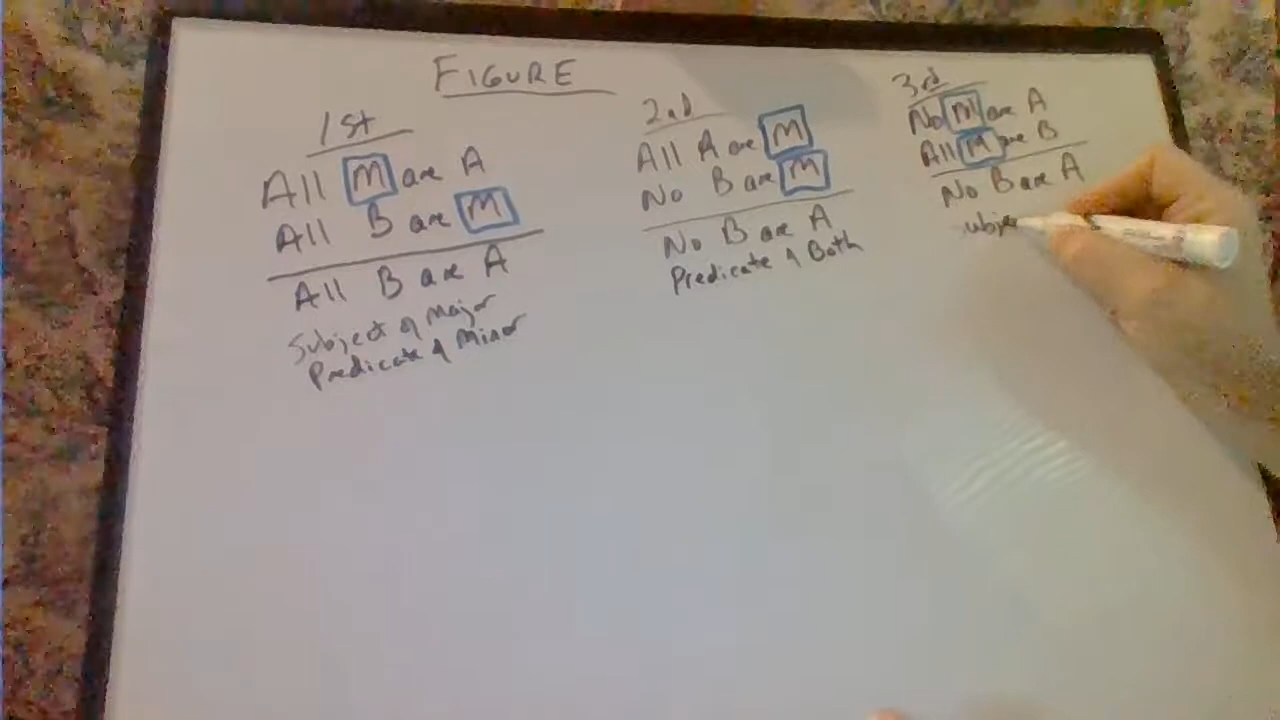 FIGURE
1st
All M are A
All B are M
All B are A
Subject of Major
Predicate of Minor
2nd
All A are M
No B are M
No B are A
Predicate of Both
3rd
No M are A
All M are B
No B are A